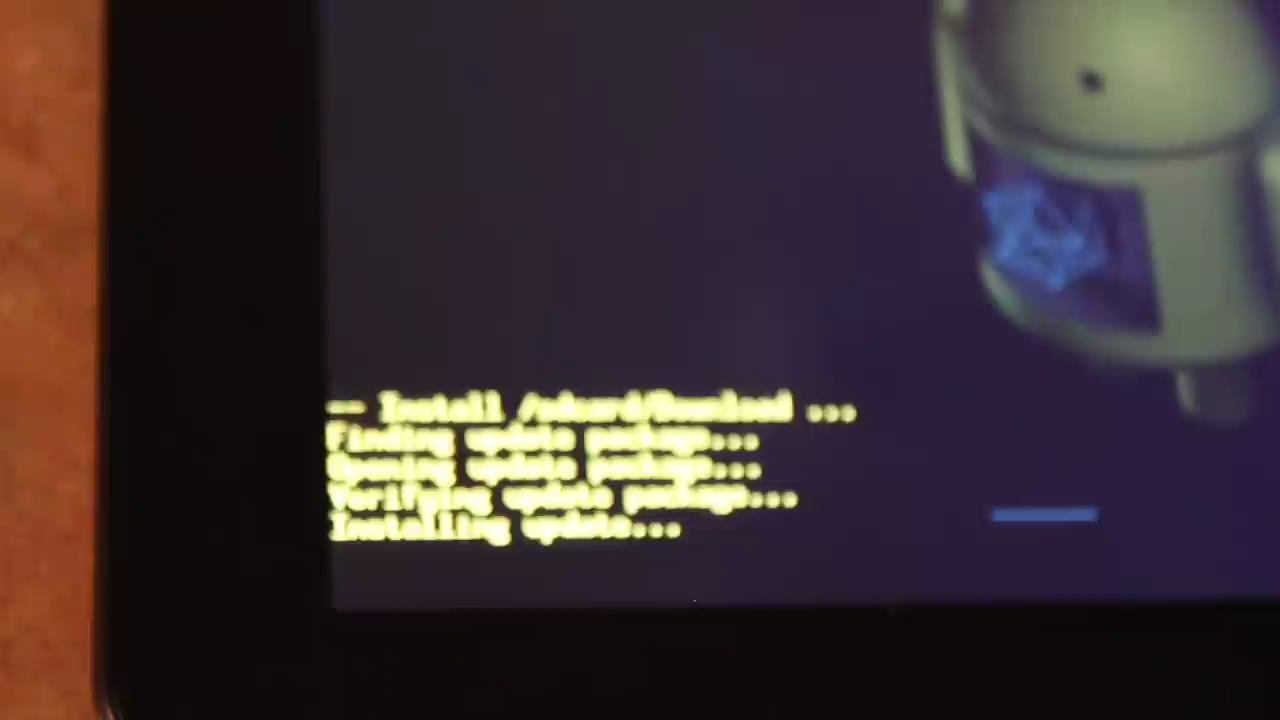 -- Install /sdcard/Download ...
Finding update package...
Opening update package...
Verifying update package...
Installing update...